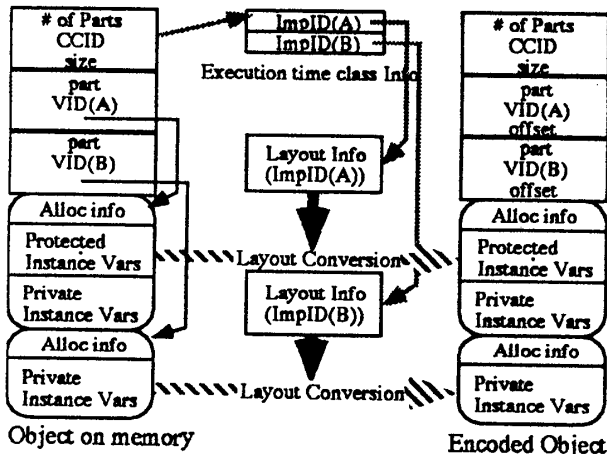 # of Parts
CCID
size
part
VID(A)
part
VID(B)
Alloc info
Protected
Instance Vars
Private
Instance Vars
Alloc info
Private
Instance Vars
Object on memory
ImpID(A)
ImpID(B)
Execution time class Info
Layout Info
(ImpID(A))
Layout Conversion
Layout Info
(ImpID(B))
Layout Conversion
# of Parts
CCID
size
part
VID(A)
offset
part
VID(B)
offset
Alloc info
Protected
Instance Vars
Private
Instance Vars
Alloc info
Private
Instance Vars
Encoded Object